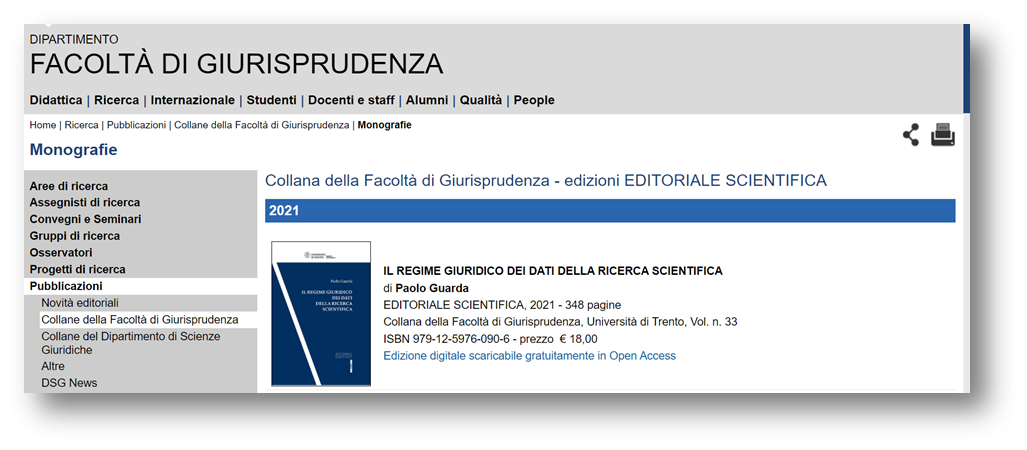 DIPARTIMENTO
FACOLTÀ DI GIURISPRUDENZA
Didattica | Ricerca | Internazionale | Studenti | Docenti e staff | Alumni | Qualità | People
Home | Ricerca | Pubblicazioni | Collane della Facoltà di Giurisprudenza | Monografie
Monografie
Aree di ricerca
Assegnisti di ricerca
Convegni e Seminari
Gruppi di ricerca
Osservatori
Progetti di ricerca
Pubblicazioni
Novità editoriali
Collane della Facoltà di Giurisprudenza
Collane del Dipartimento di Scienze
Giuridiche
Altre
DSG News
Collana della Facoltà di Giurisprudenza - edizioni EDITORIALE SCIENTIFICA
2021
Paolo Guarda
IL REGIME GIURIDICO
DEI DATI
DELLA RICERCA
SCIENTIFICA
IL REGIME GIURIDICO DEI DATI DELLA RICERCA SCIENTIFICA
di Paolo Guarda
EDITORIALE SCIENTIFICA, 2021 - 348 pagine
Collana della Facoltà di Giurisprudenza, Università di Trento, Vol. n. 33
ISBN 979-12-5976-090-6 - prezzo € 18,00
Edizione digitale scaricabile gratuitamente in Open Access